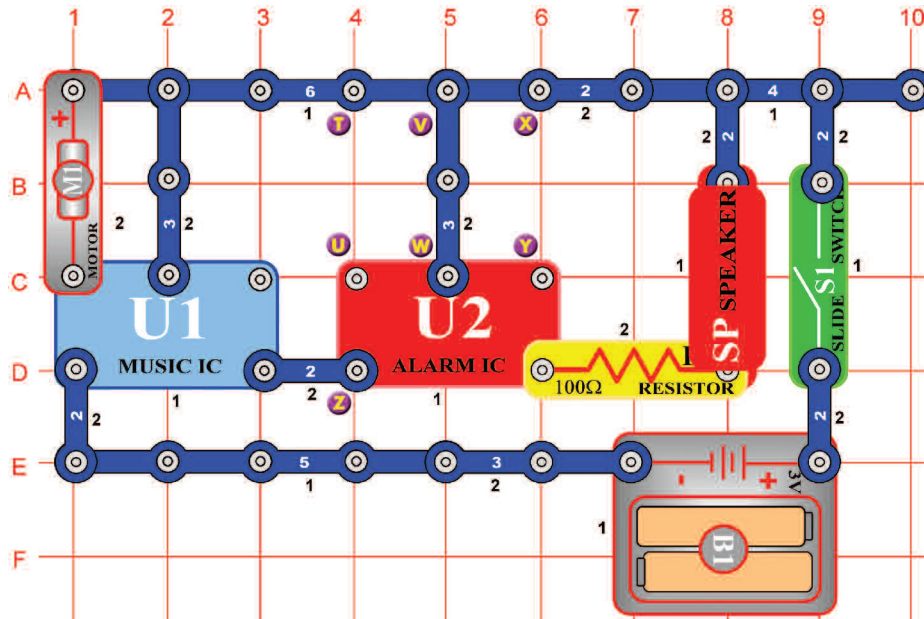 1 2 3 4 5 6 7 8 9 10
A 6 2 4
1 2 1
+ T V X 2 2 2 2
B
M1
MOTOR 2 3 2 U W Y 3 2
1 SP SPEAKER S1 SLIDE SWITCH 1
C
U1 U2
2
D MUSIC IC 2 ALARM IC 100Ω RESISTOR
1 2 Z 1
2 2 2 2
E 5 3 - + 3V
1 2
1
F B1